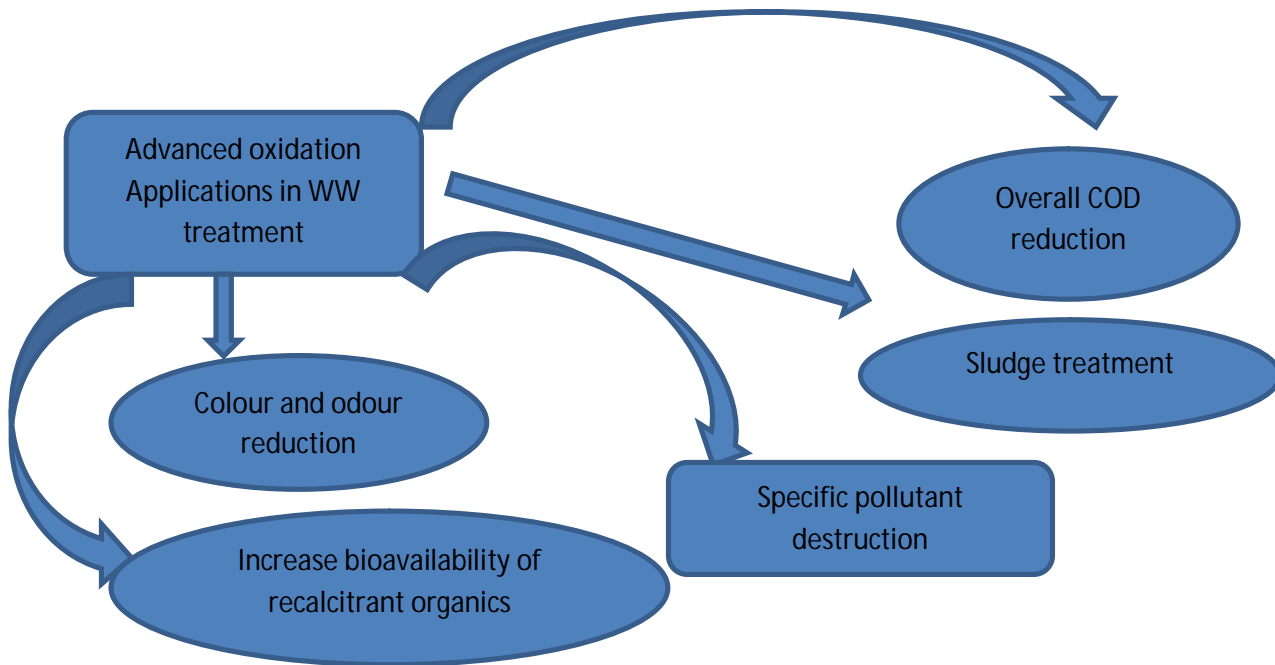 Advanced oxidation
Applications in WW
treatment
Overall COD
reduction
Sludge treatment
Colour and odour
reduction
Specific pollutant
destruction
Increase bioavailability of
recalcitrant organics